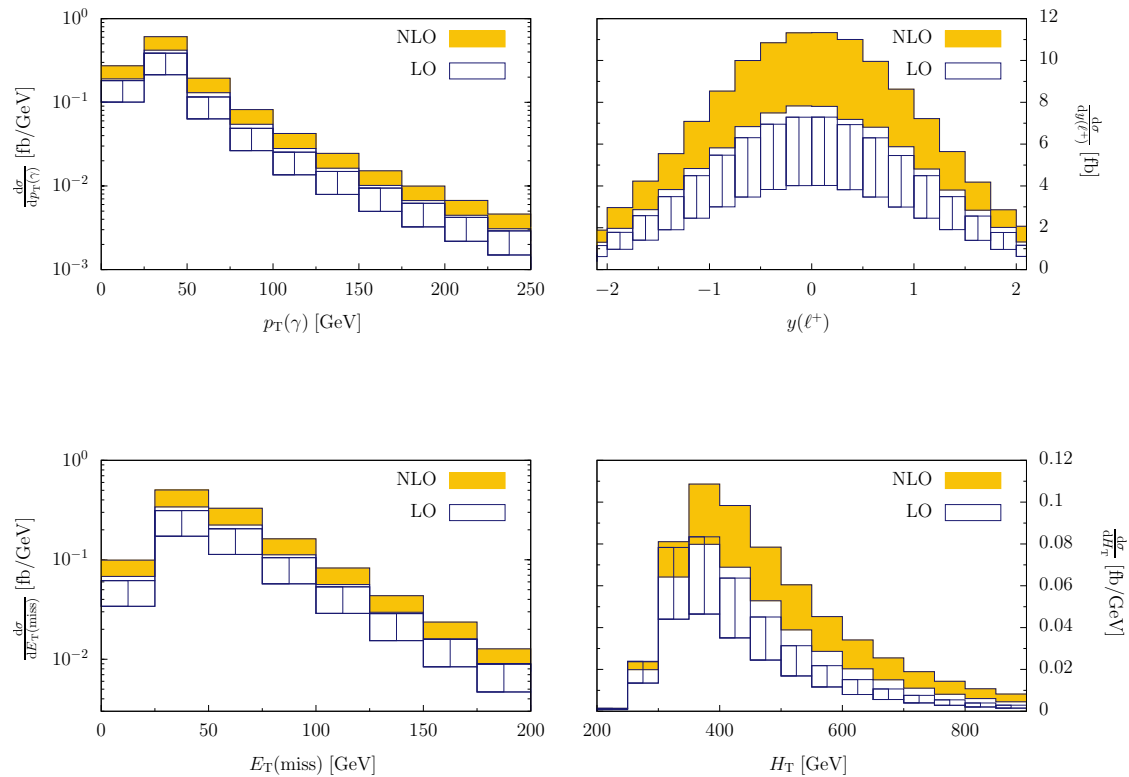 10⁰
10⁻¹
10⁻²
10⁻³
dσ/dp_T(γ) [fb/GeV]
NLO
LO
0 50 100 150 200 250
p_T(γ) [GeV]
12
10
8
6
4
2
0
dσ/dy(ℓ⁺) [fb]
NLO
LO
−2 −1 0 1 2
y(ℓ⁺)
10⁰
10⁻¹
10⁻²
dσ/dE_T(miss) [fb/GeV]
NLO
LO
0 50 100 150 200
E_T(miss) [GeV]
0.12
0.1
0.08
0.06
0.04
0.02
0
dσ/dH_T [fb/GeV]
NLO
LO
200 400 600 800
H_T [GeV]